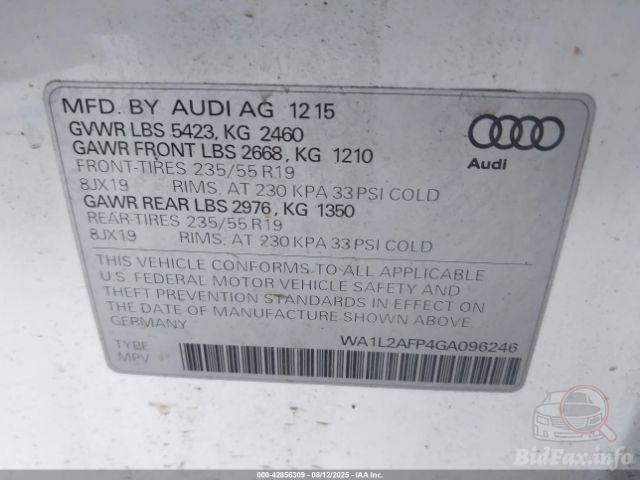 MFD. BY AUDI AG 12 15
GVWR LBS 5423, KG 2460
GAWR FRONT LBS 2668, KG 1210
FRONT-TIRES 235/55 R19
8JX19 RIMS, AT 230 KPA 33 PSI COLD
GAWR REAR LBS 2976, KG 1350
REAR-TIRES 235/55 R19
8JX19 RIMS, AT 230 KPA 33 PSI COLD
THIS VEHICLE CONFORMS TO ALL APPLICABLE
U.S. FEDERAL MOTOR VEHICLE SAFETY AND
THEFT PREVENTION STANDARDS IN EFFECT ON
THE DATE OF MANUFACTURE SHOWN ABOVE
GERMANY
TYPE
MPV
WA1L2AFP4GA096246
Audi
BidFax.info
000-42856309 - 08/12/2025 - IAA Inc.